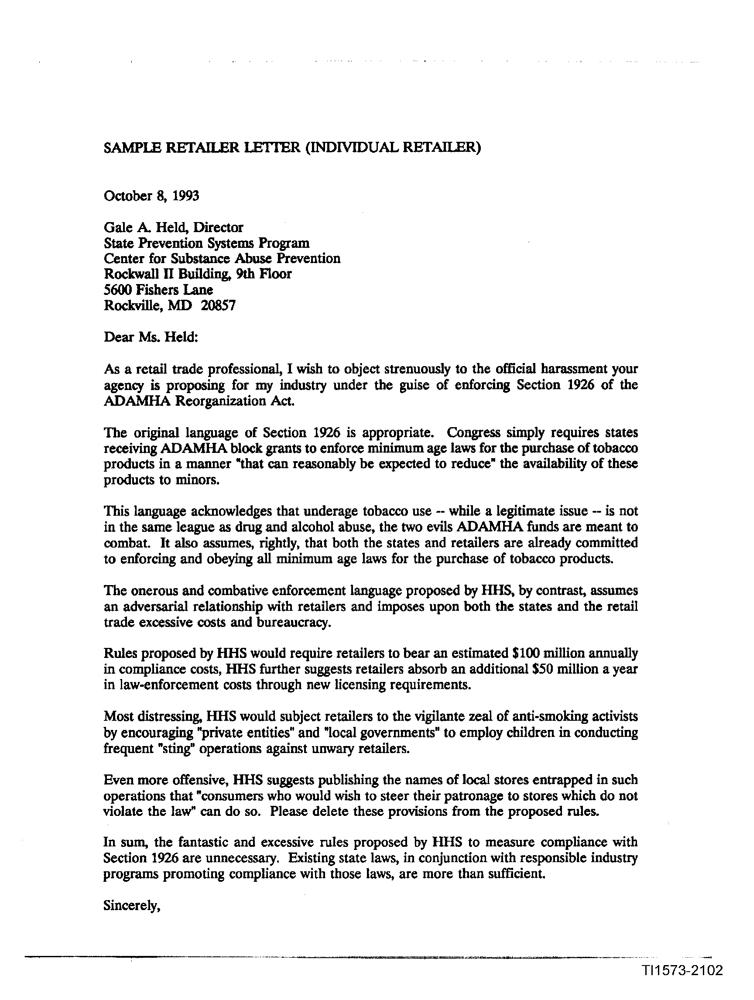 SAMPLE RETAILER LETTER (INDIVIDUAL RETAILER)
October 8, 1993
Gale A. Held, Director
State Prevention Systems Program
Center for Substance Abuse Prevention
Rockwall II Building, 9th Floor
5600 Fishers Lane
Rockville, MD 20857
Dear Ms. Held:
As a retail trade professional, I wish to object strenuously to the official harassment your
agency is proposing for my industry under the guise of enforcing Section 1926 of the
ADAMHA Reorganization Act.
The original language of Section 1926 is appropriate. Congress simply requires states
receiving ADAMHA block grants to enforce minimum age laws for the purchase of tobacco
products in a manner "that can reasonably be expected to reduce" the availability of these
products to minors.
This language acknowledges that underage tobacco use -- while a legitimate issue -- is not
in the same league as drug and alcohol abuse, the two evils ADAMHA funds are meant to
combat. It also assumes, rightly, that both the states and retailers are already committed
to enforcing and obeying all minimum age laws for the purchase of tobacco products.
The onerous and combative enforcement language proposed by HHS, by contrast, assumes
an adversarial relationship with retailers and imposes upon both the states and the retail
trade excessive costs and bureaucracy.
Rules proposed by HHS would require retailers to bear an estimated $100 million annually
in compliance costs, HHS further suggests retailers absorb an additional $50 million a year
in law-enforcement costs through new licensing requirements.
Most distressing, HHS would subject retailers to the vigilante zeal of anti-smoking activists
by encouraging "private entities" and "local governments" to employ children in conducting
frequent "sting" operations against unwary retailers.
Even more offensive, HHS suggests publishing the names of local stores entrapped in such
operations that "consumers who would wish to steer their patronage to stores which do not
violate the law" can do so. Please delete these provisions from the proposed rules.
In sum, the fantastic and excessive rules proposed by HHS to measure compliance with
Section 1926 are unnecessary. Existing state laws, in conjunction with responsible industry
programs promoting compliance with those laws, are more than sufficient.
Sincerely,
TI1573-2102